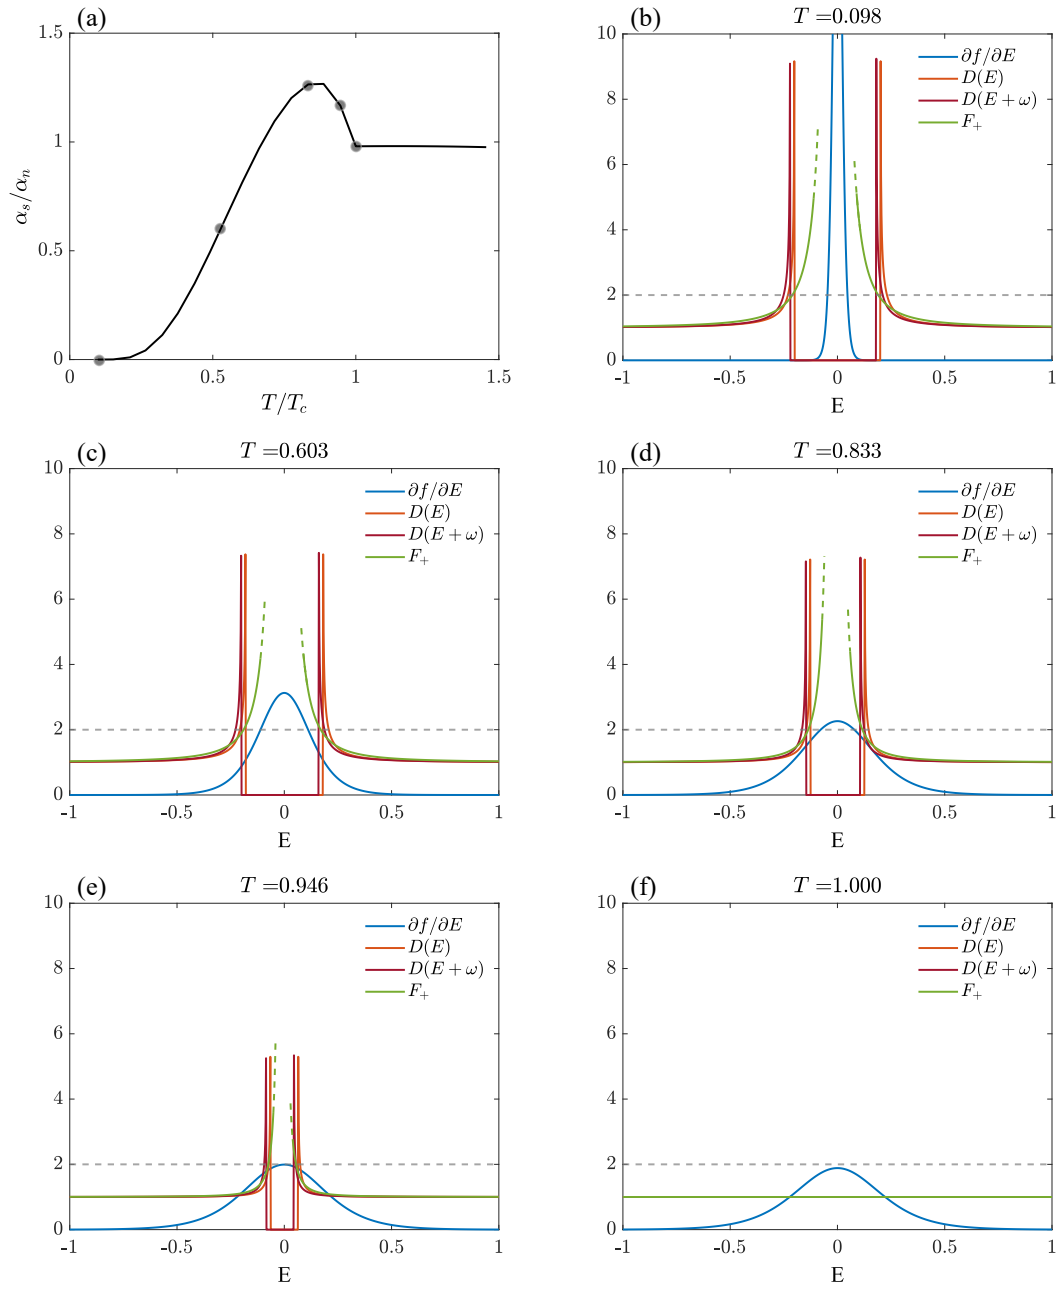 (a)
1.5
1
0.5
0
α_s/α_n
0 0.5 1 1.5
T/T_c
(b) T = 0.098
10
8
6
4
2
0
∂f/∂E
D(E)
D(E + ω)
F_+
-1 -0.5 0 0.5 1
E
(c) T =0.603
10
8
6
4
2
0
∂f/∂E
D(E)
D(E + ω)
F_+
-1 -0.5 0 0.5 1
E
(d) T =0.833
10
8
6
4
2
0
∂f/∂E
D(E)
D(E + ω)
F_+
-1 -0.5 0 0.5 1
E
(e) T =0.946
10
8
6
4
2
0
∂f/∂E
D(E)
D(E + ω)
F_+
-1 -0.5 0 0.5 1
E
(f) T =1.000
10
8
6
4
2
0
∂f/∂E
D(E)
D(E + ω)
F_+
-1 -0.5 0 0.5 1
E